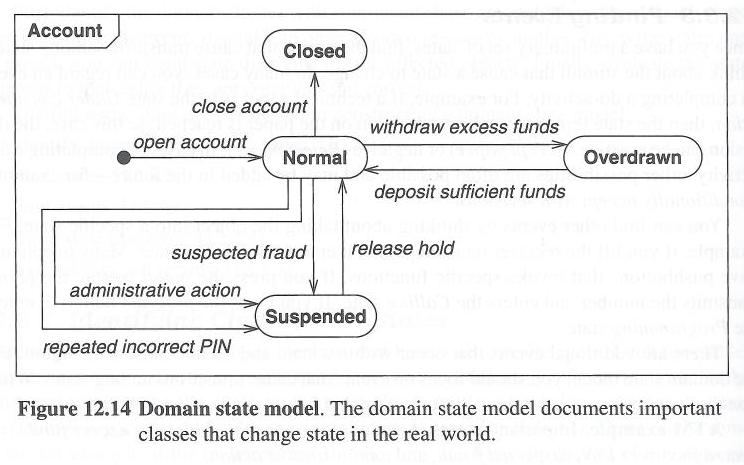 Account
Closed
close account
withdraw excess funds
open account
Normal
Overdrawn
deposit sufficient funds
suspected fraud
release hold
administrative action
Suspended
repeated incorrect PIN
Figure 12.14 Domain state model. The domain state model documents important
classes that change state in the real world.